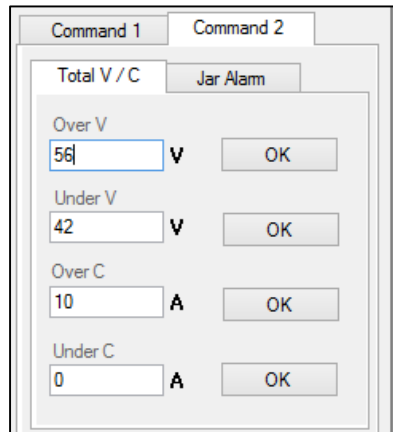 Command 1 Command 2
Total V / C Jar Alarm
Over V
56 V OK
Under V
42 V OK
Over C
10 A OK
Under C
0 A OK